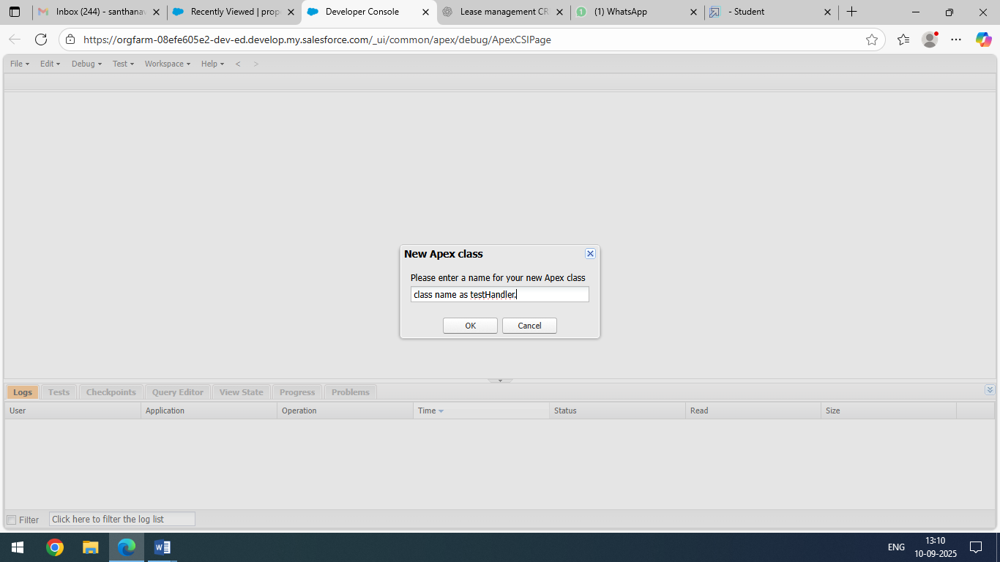 Inbox (244) - santhanav
Recently Viewed | prop
Developer Console
Lease management CR
(1) WhatsApp
- Student
https://orgfarm-08efe605e2-dev-ed.develop.my.salesforce.com/_ui/common/apex/debug/ApexCSIPage
File Edit Debug Test Workspace Help < >
New Apex class
Please enter a name for your new Apex class
class name as testHandler.
OK Cancel
Logs Tests Checkpoints Query Editor View State Progress Problems
User Application Operation Time Status Read Size
Filter Click here to filter the log list
ENG
13:10
10-09-2025